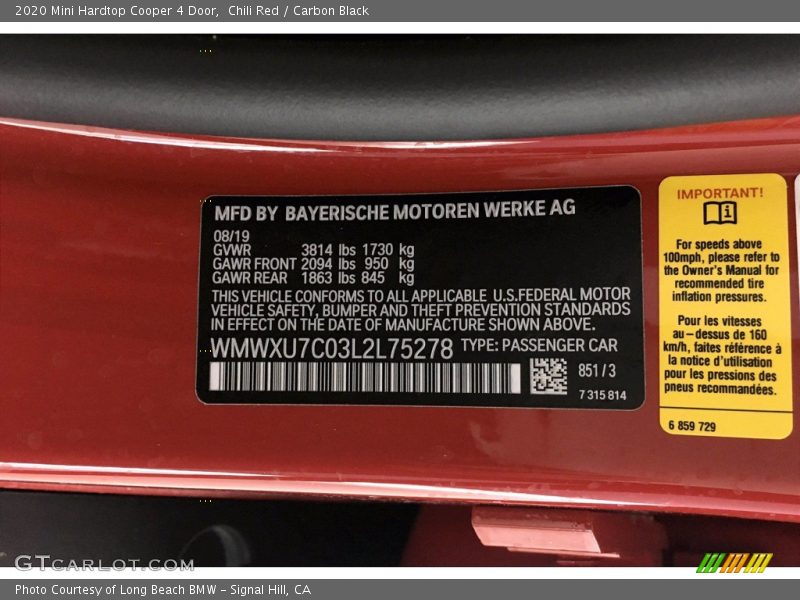 2020 Mini Hardtop Cooper 4 Door,  Chili Red / Carbon Black
MFD BY BAYERISCHE MOTOREN WERKE AG
08/19
GVWR 3814 lbs 1730 kg
GAWR FRONT 2094 lbs 950 kg
GAWR REAR 1863 lbs 845 kg
THIS VEHICLE CONFORMS TO ALL APPLICABLE U.S.FEDERAL MOTOR
VEHICLE SAFETY, BUMPER AND THEFT PREVENTION STANDARDS
IN EFFECT ON THE DATE OF MANUFACTURE SHOWN ABOVE.
WMWXU7C03L2L75278 TYPE: PASSENGER CAR
851/3
7 315 814
IMPORTANT!
For speeds above
100mph, please refer to
the Owner's Manual for
recommended tire
inflation pressures.
Pour les vitesses
au-dessus de 160
km/h, faites référence à
la notice d'utilisation
pour les pressions des
pneus recommandées.
6 859 729
GTCARLOT.COM
Photo Courtesy of Long Beach BMW - Signal Hill, CA